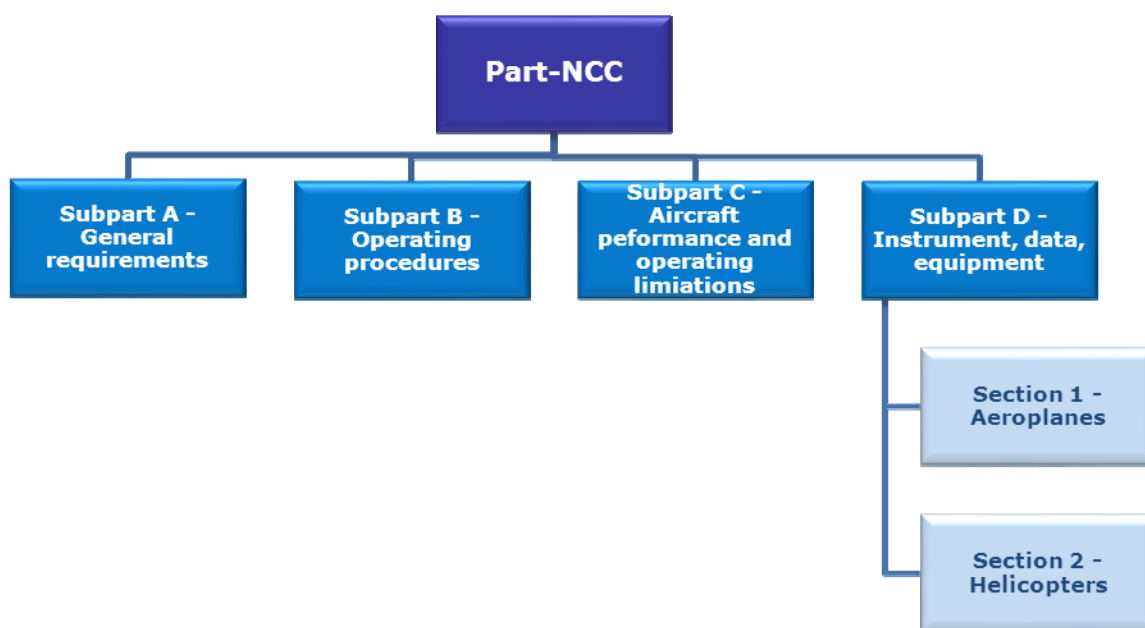 Part-NCC
Subpart A -
General
requirements
Subpart B -
Operating
procedures
Subpart C -
Aircraft
peformance and
operating
limiations
Subpart D -
Instrument, data,
equipment
Section 1 -
Aeroplanes
Section 2 -
Helicopters